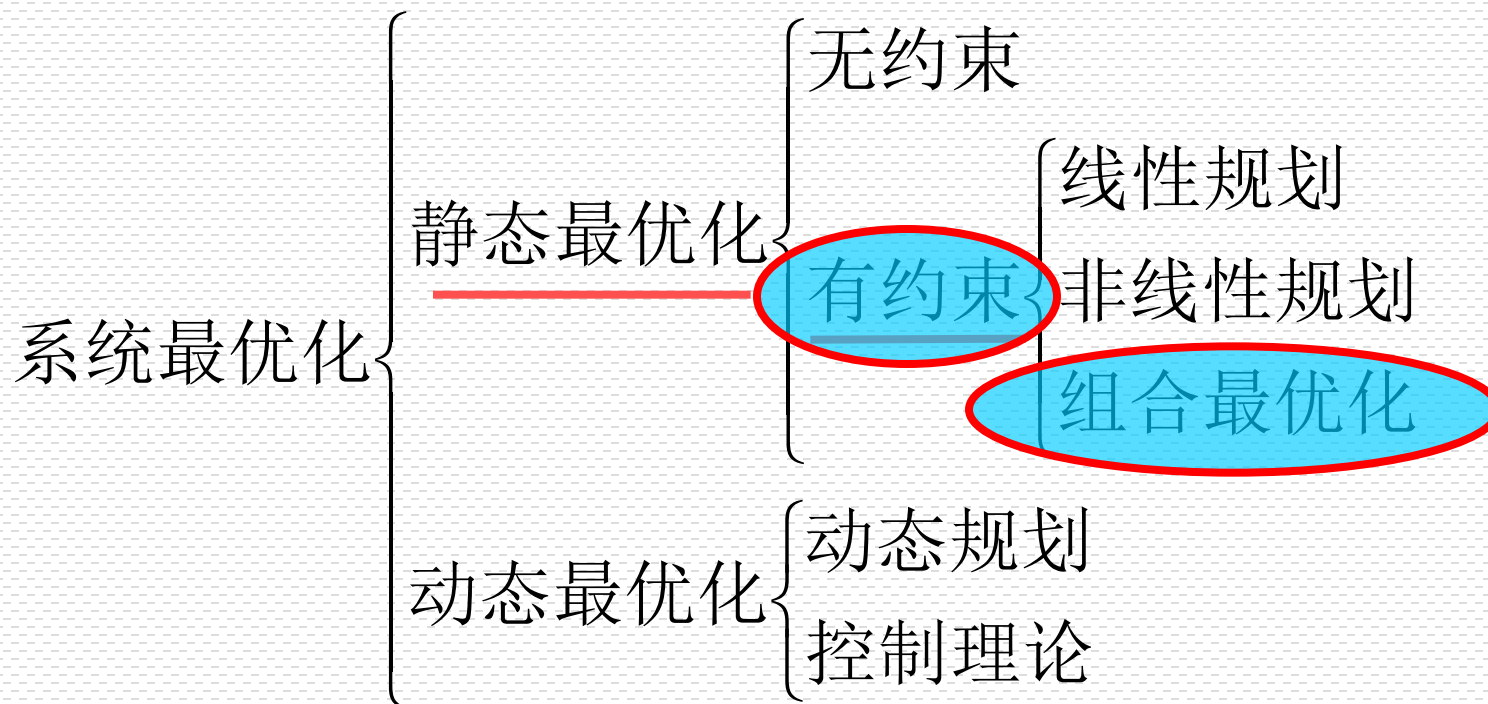 无约束
线性规划
静态最优化
有约束
非线性规划
系统最优化
组合最优化
动态规划
动态最优化
控制理论